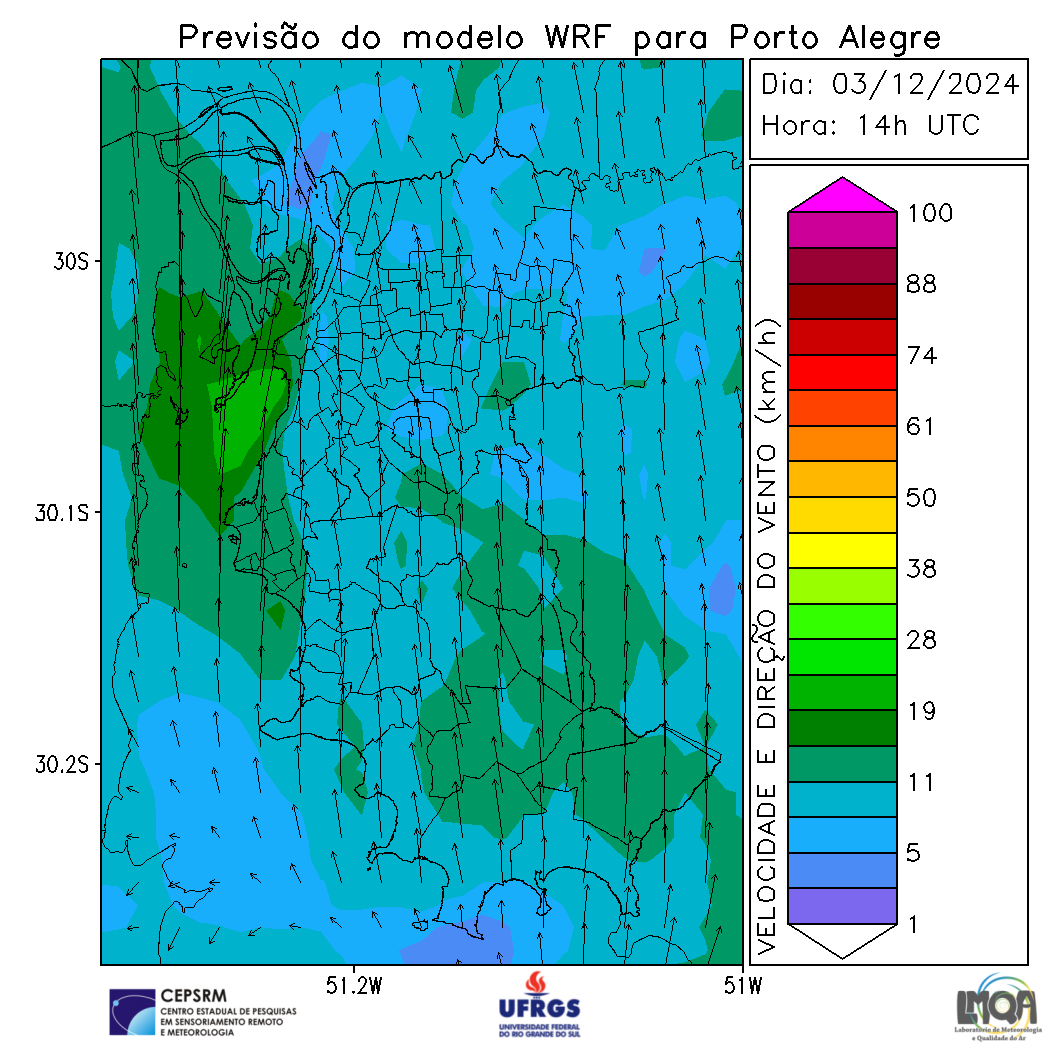 Previsão do modelo WRF para Porto Alegre
Dia: 03/12/2024
Hora: 14h UTC
30S
30.1S
30.2S
51.2W
51W
VELOCIDADE E DIREÇÃO DO VENTO (km/h)
100
88
74
61
50
38
28
19
11
5
1
CEPSRM
CENTRO ESTADUAL DE PESQUISAS
EM SENSORIAMENTO REMOTO
E METEOROLOGIA
UFRGS
UNIVERSIDADE FEDERAL
DO RIO GRANDE DO SUL
LMQA
Laboratório de Meteorologia
e Qualidade do Ar